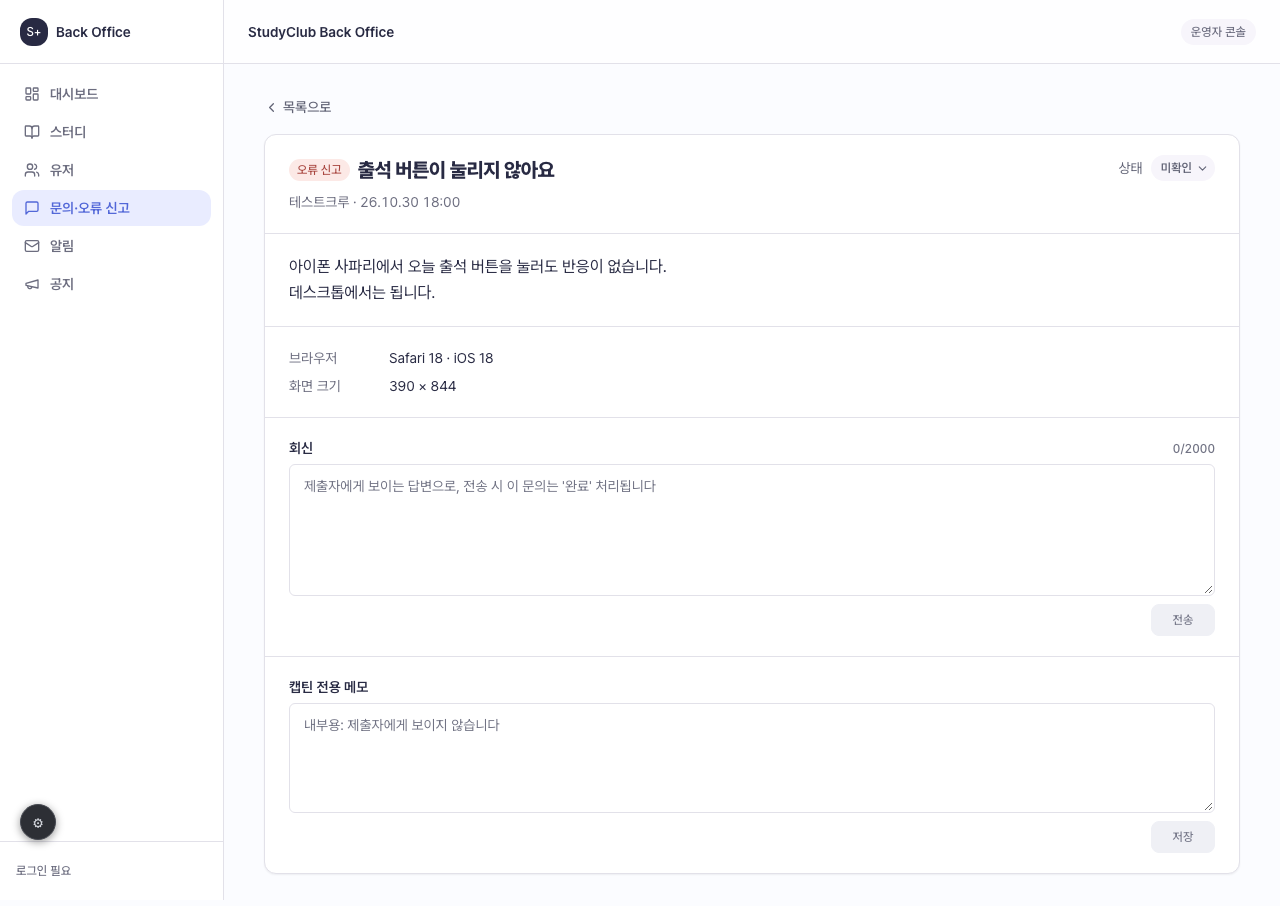 S+ Back Office
StudyClub Back Office
운영자 콘솔
대시보드
스터디
유저
문의·오류 신고
알림
공지
로그인 필요
목록으로
오류 신고 출석 버튼이 눌리지 않아요
상태 미확인
테스트크루 · 26.10.30 18:00
아이폰 사파리에서 오늘 출석 버튼을 눌러도 반응이 없습니다.
데스크톱에서는 됩니다.
브라우저 Safari 18 · iOS 18
화면 크기 390 × 844
회신 0/2000
제출자에게 보이는 답변으로, 전송 시 이 문의는 '완료' 처리됩니다
전송
캡틴 전용 메모
내부용: 제출자에게 보이지 않습니다
저장